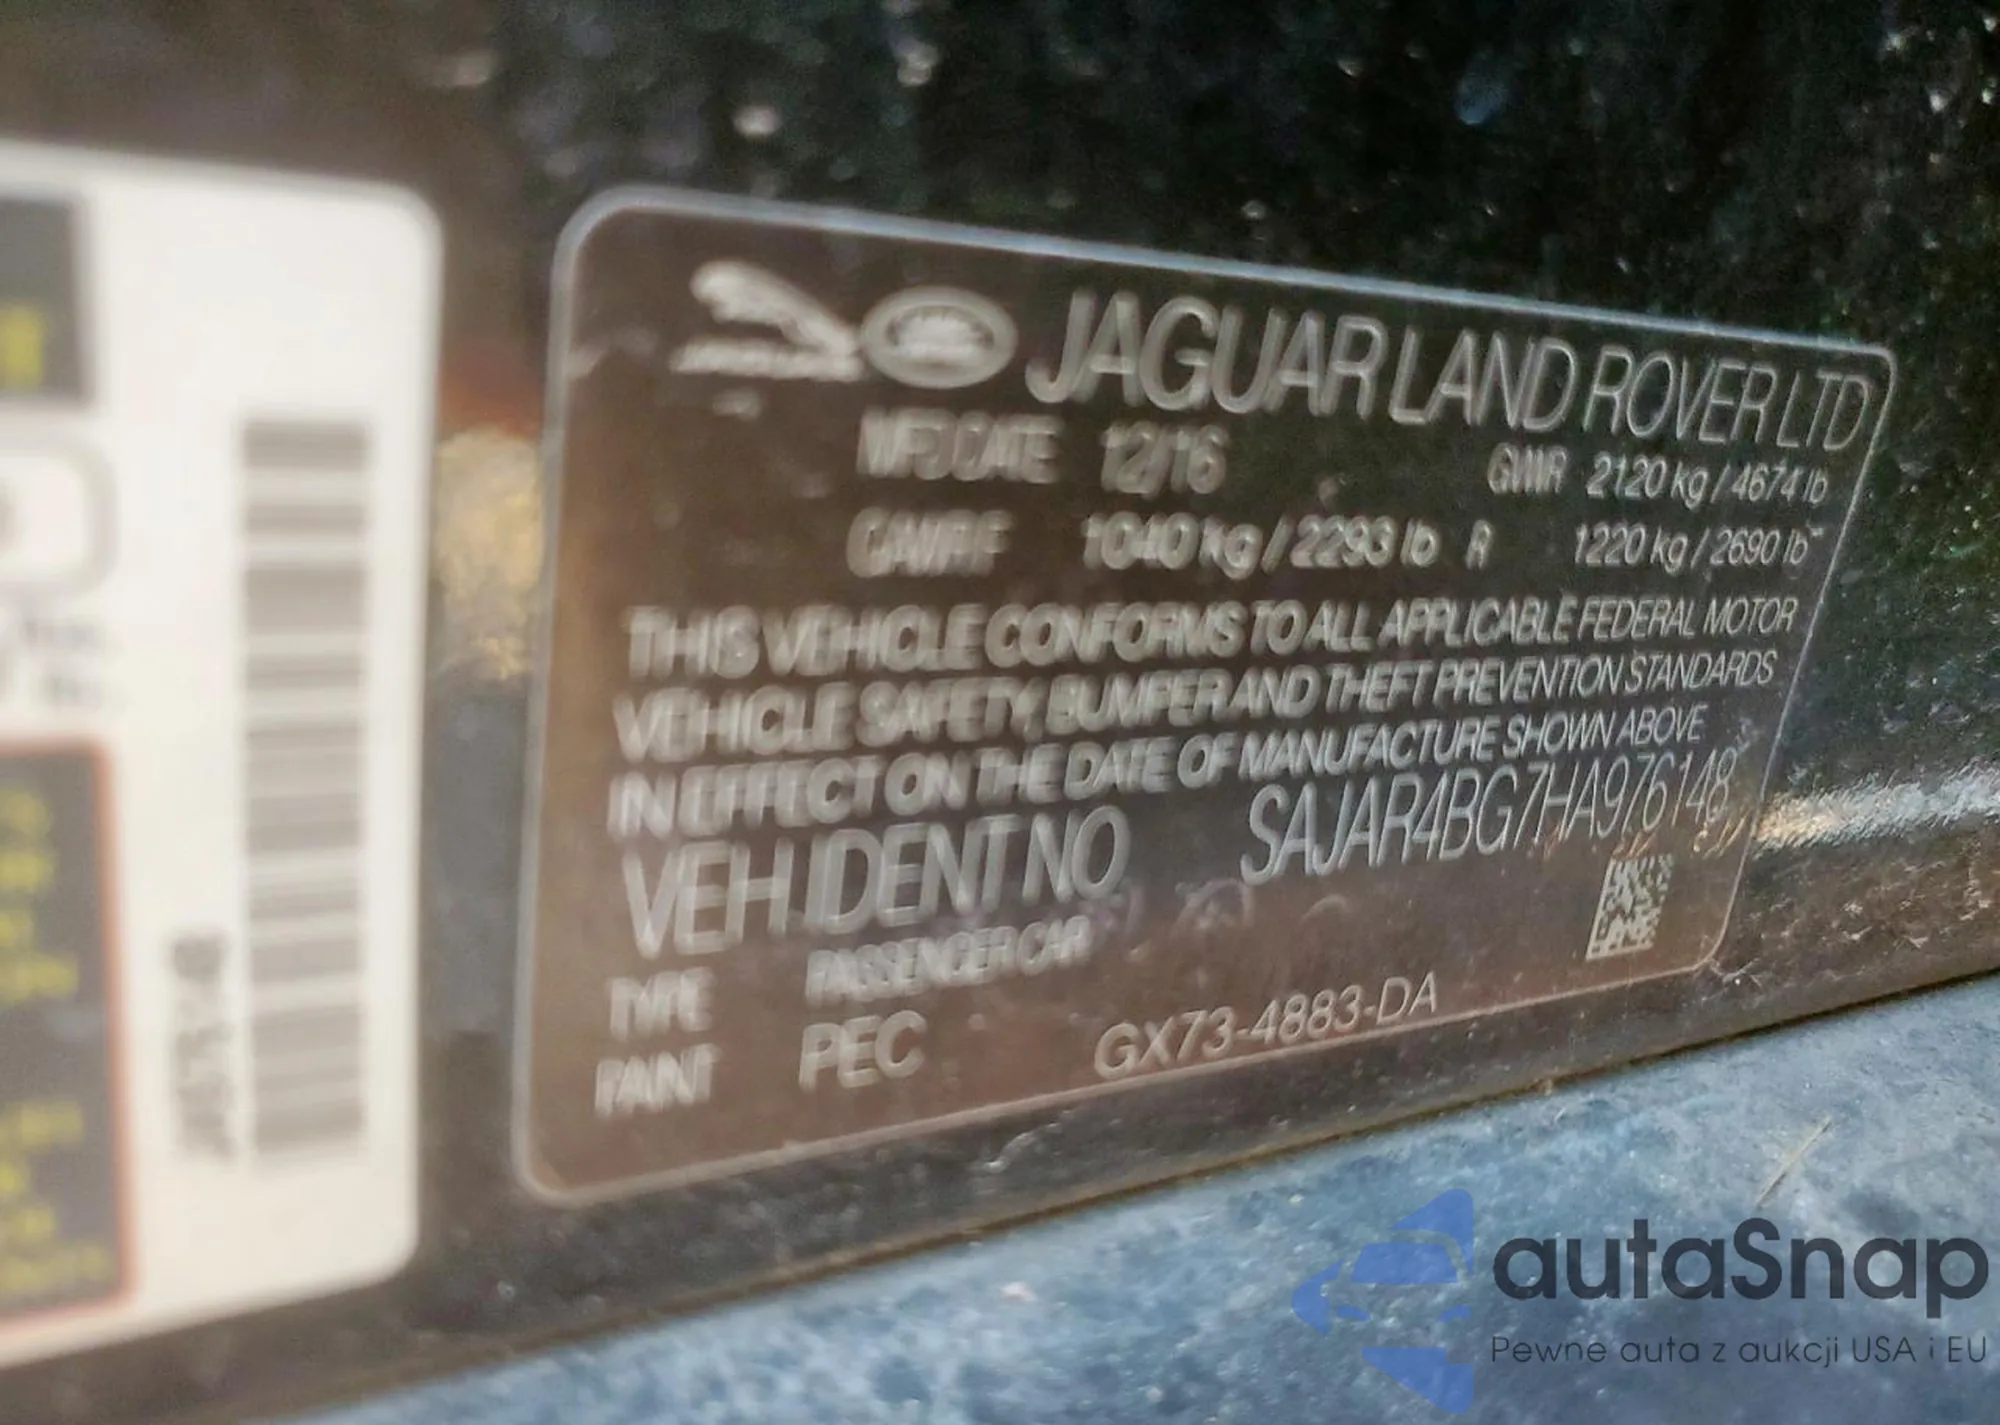 JAGUAR LAND ROVER LTD
MFD DATE 12/16 GVWR 2120 kg / 4674 lb
GAWR F 1040 kg / 2293 lb R 1220 kg / 2690 lb
THIS VEHICLE CONFORMS TO ALL APPLICABLE FEDERAL MOTOR
VEHICLE SAFETY, BUMPER AND THEFT PREVENTION STANDARDS
IN EFFECT ON THE DATE OF MANUFACTURE SHOWN ABOVE
VEH IDENT NO SAJAR4BG7HA976148
TYPE PASSENGER CAR
PAINT PEC GX73-4883-DA
autaSnap
Pewne auta z aukcji USA i EU